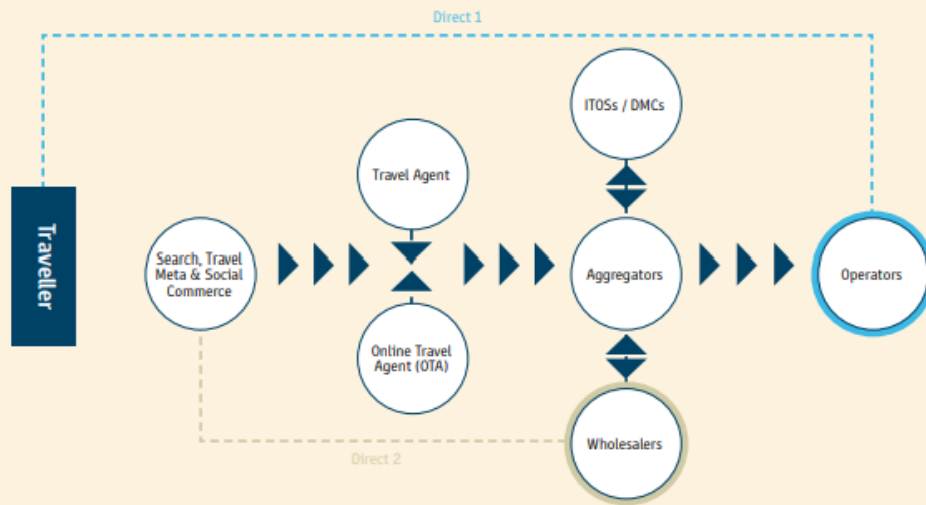 Direct 1
ITOSs / DMCs
Travel Agent
Traveller
Search, Travel
Meta & Social
Commerce
Aggregators
Operators
Online Travel
Agent (OTA)
Wholesalers
Direct 2